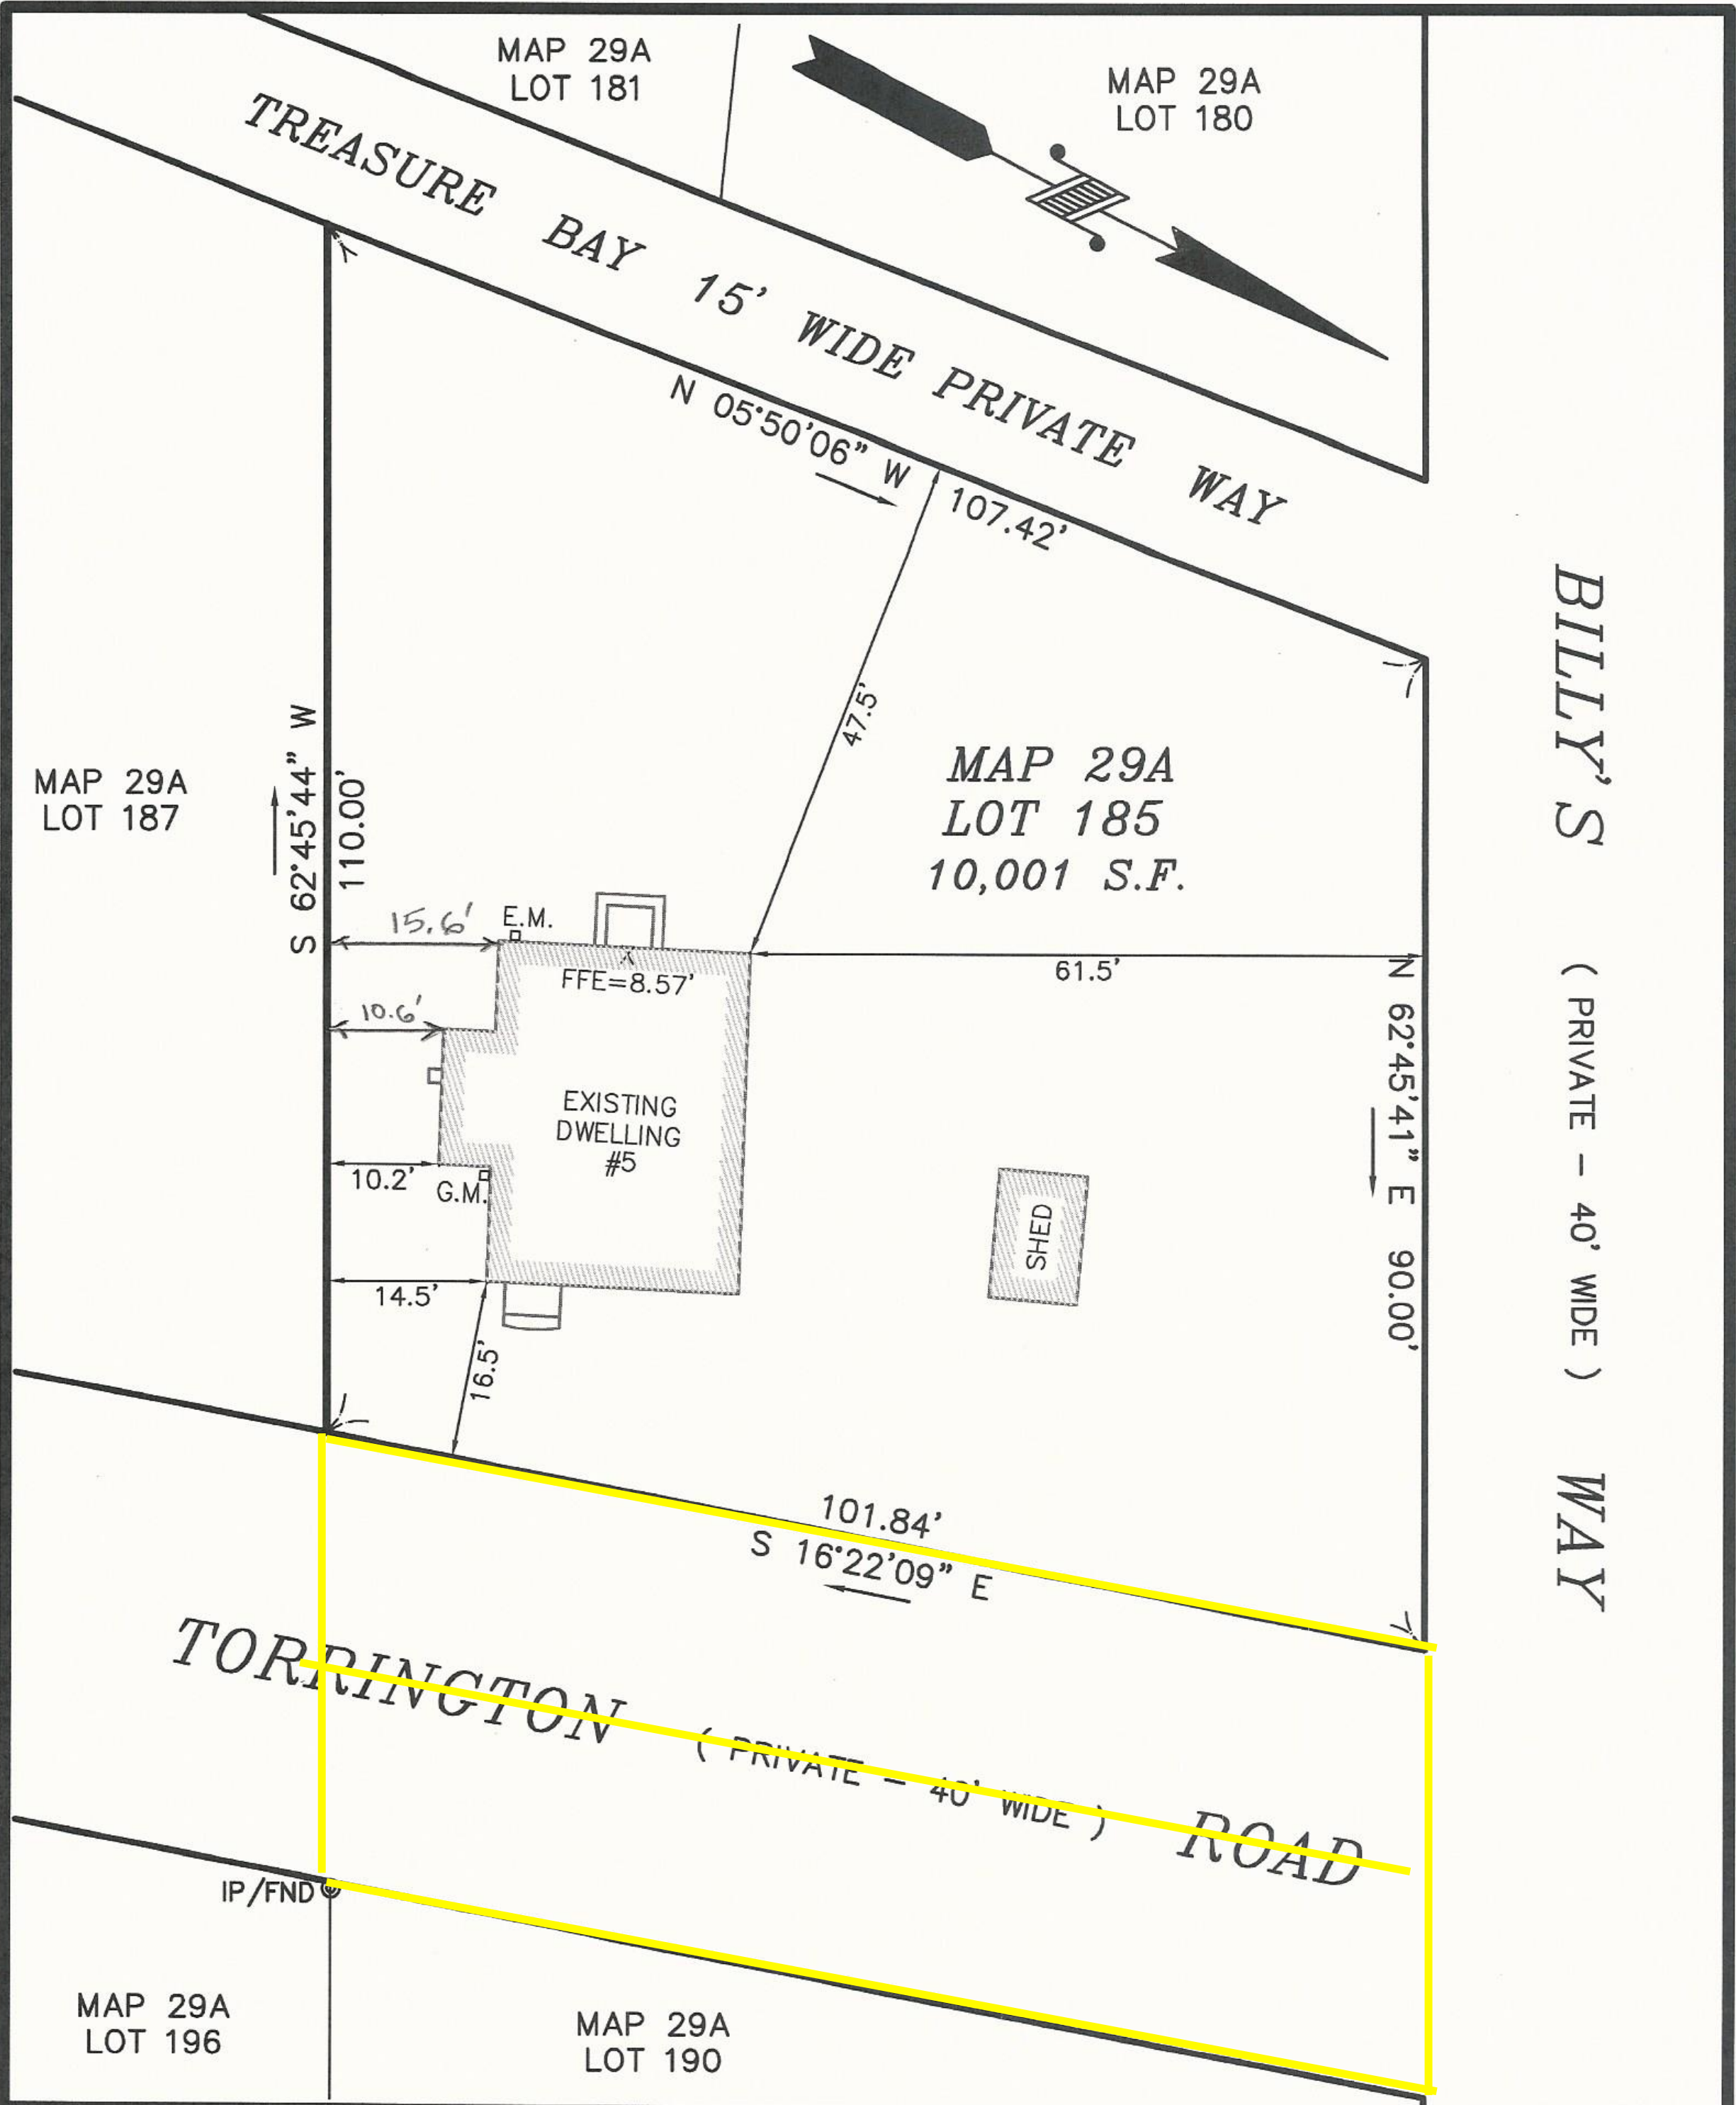 MAP 29A
LOT 181
MAP 29A
LOT 180
TREASURE BAY 15' WIDE PRIVATE WAY
N 05°50'06" W
107.42'
BILLY'S ( PRIVATE - 40' WIDE ) WAY
47.5'
MAP 29A
LOT 185
10,001 S.F.
MAP 29A
LOT 187
S 62°45'44" W
110.00'
15.6'
E.M.
FFE=8.57'
61.5'
10.6'
N 62°45'41" E 90.00'
EXISTING
DWELLING
#5
10.2'
G.M.
SHED
14.5'
16.5'
101.84'
S 16°22'09" E
TORRINGTON ( PRIVATE - 40' WIDE ) ROAD
IP/FND
MAP 29A
LOT 196
MAP 29A
LOT 190